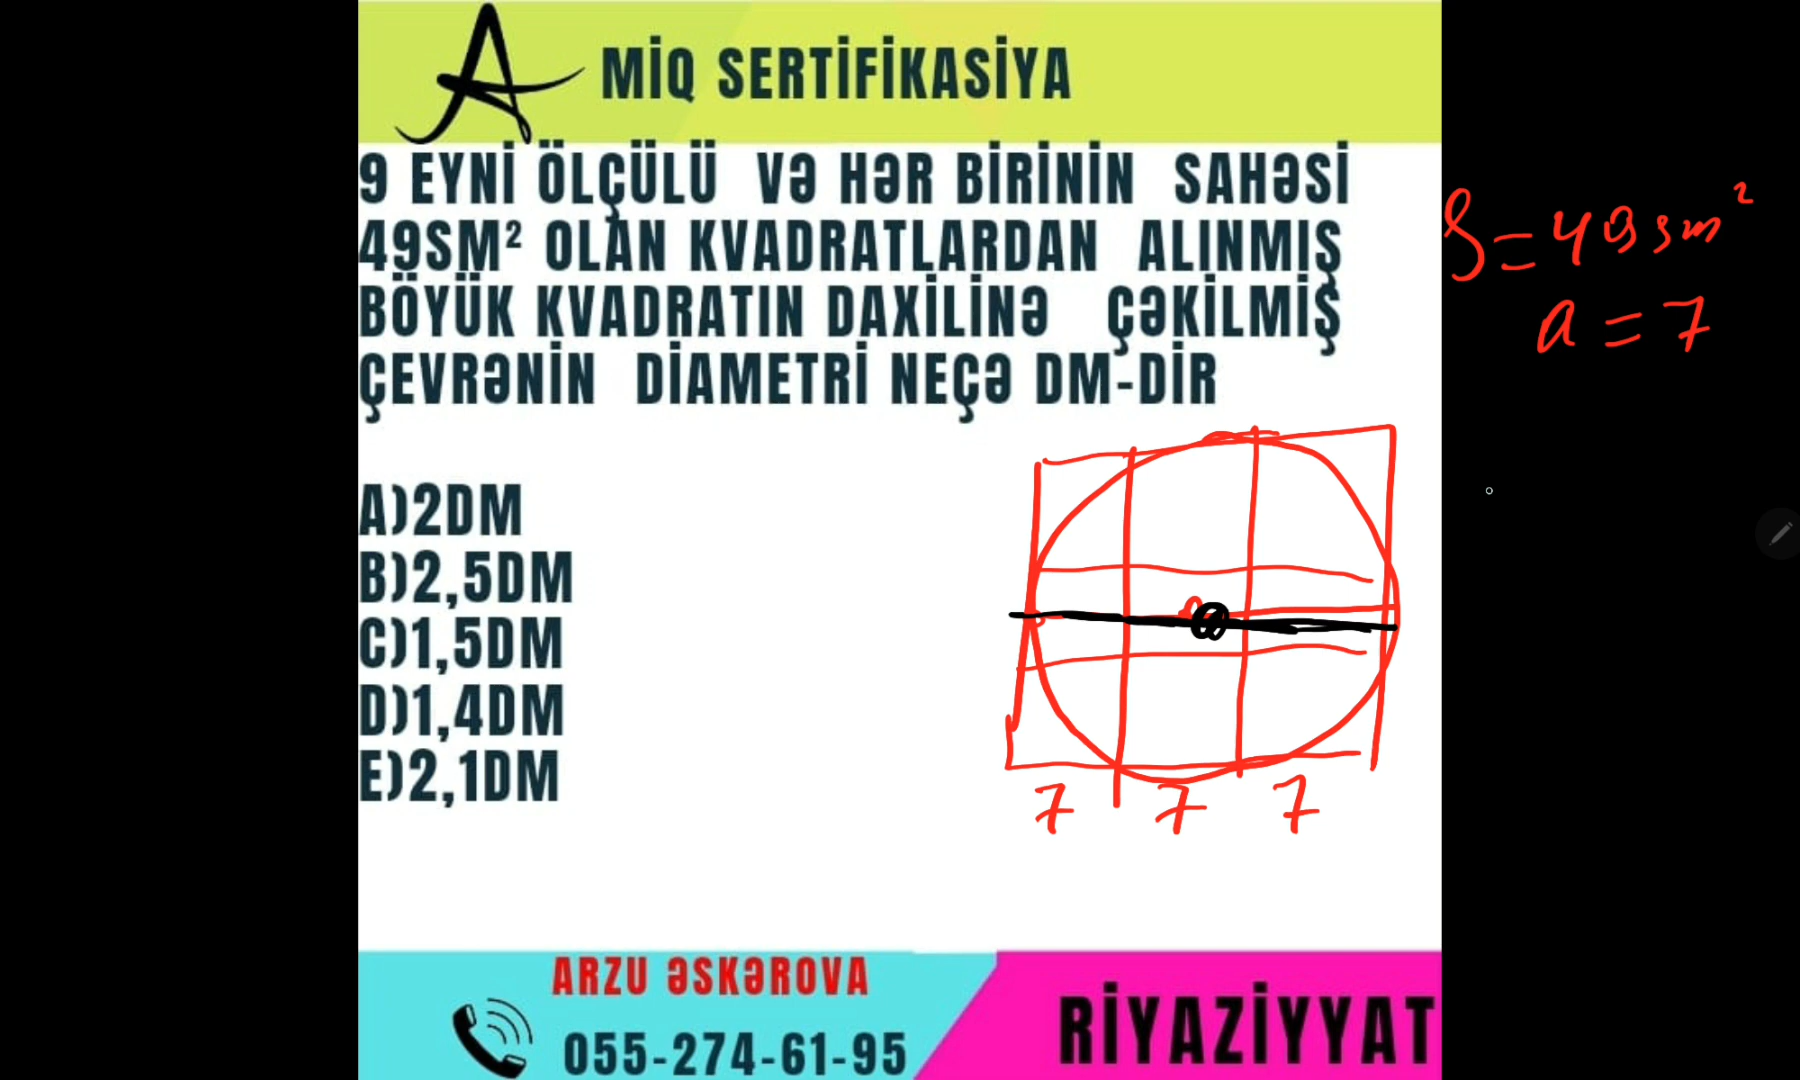 MİQ SERTİFİKASİYA
9 EYNİ ÖLÇÜLÜ VƏ HƏR BİRİNİN SAHƏSİ
49SM² OLAN KVADRATLARDAN ALINMIŞ
BÖYÜK KVADRATIN DAXİLİNƏ ÇƏKİLMİŞ
ÇEVRƏNİN DİAMETRİ NEÇƏ DM-DİR
S=49sm²
a=7
A)2DM
B)2,5DM
C)1,5DM
D)1,4DM
E)2,1DM
7 7 7
ARZU ƏSKƏROVA
055-274-61-95
RİYAZİYYAT